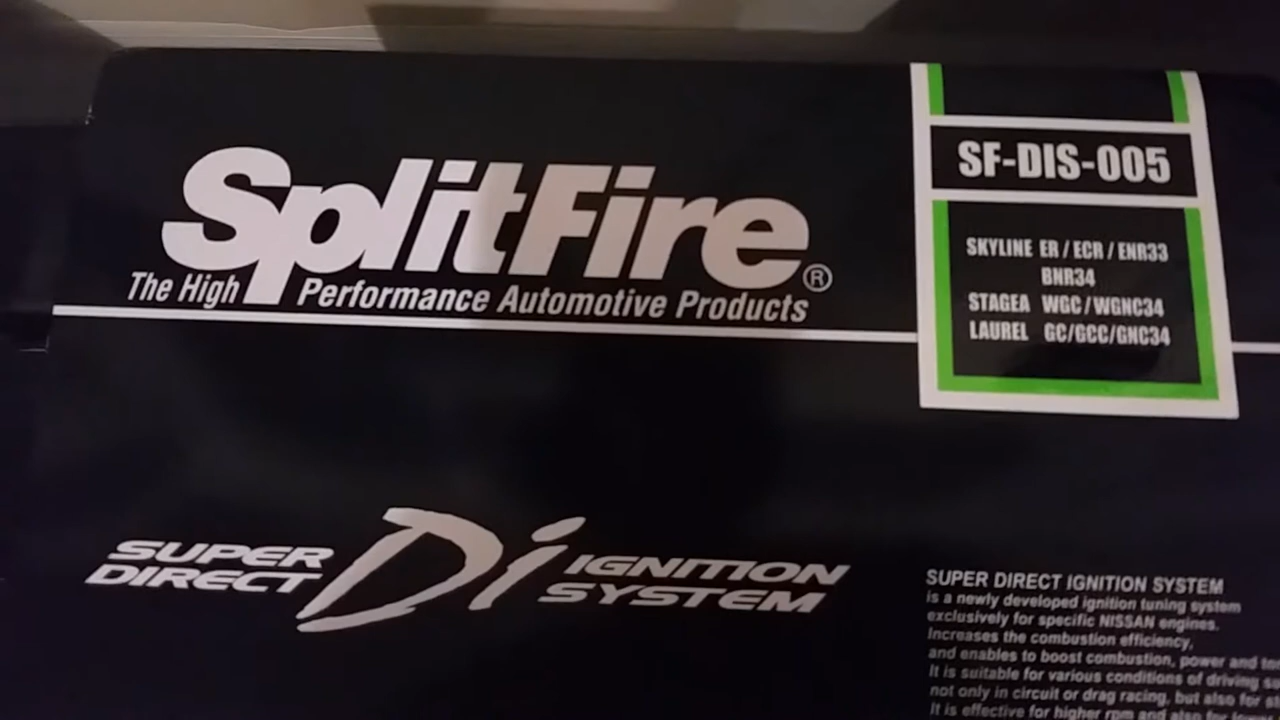 SplitFire®
The High Performance Automotive Products
SF-DIS-005
SKYLINE ER / ECR / ENR33
BNR34
STAGEA WGC/WGNC34
LAUREL GC/GCC/GNC34
SUPER DIRECT Di IGNITION SYSTEM
SUPER DIRECT IGNITION SYSTEM
is a newly developed ignition tuning system
exclusively for specific NISSAN engines.
Increases the combustion efficiency,
and enables to boost combustion, power and
It is suitable for various conditions of driving
not only in circuit or drag racing, but also for
It is effective for higher rpm and also for